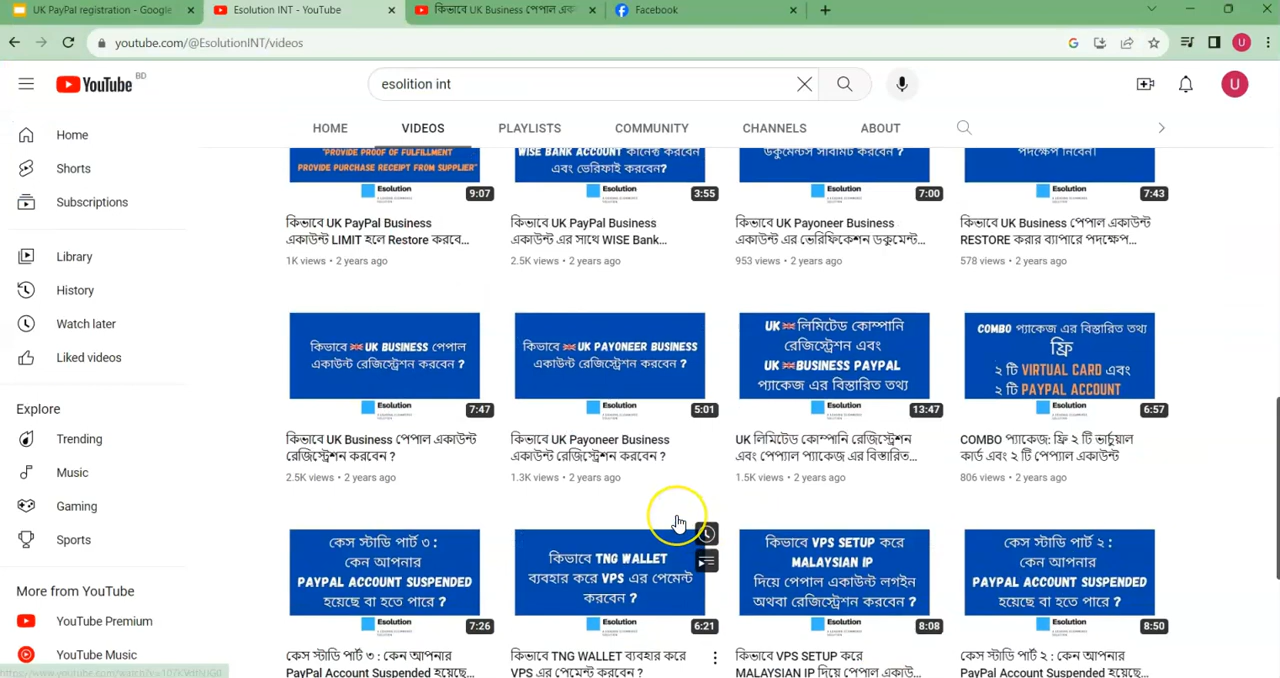 UK PayPal registration - Google
Esolution INT - YouTube
কিভাবে UK Business পেপাল একা
Facebook
youtube.com/@EsolutionINT/videos
YouTube BD
esolition int
HOME VIDEOS PLAYLISTS COMMUNITY CHANNELS ABOUT
Home
Shorts
Subscriptions
Library
History
Watch later
Liked videos
Explore
Trending
Music
Gaming
Sports
More from YouTube
YouTube Premium
YouTube Music
"PROVIDE PROOF OF FULFILLMENT
PROVIDE PURCHASE RECEIPT FROM SUPPLIER"
Esolution
9:07
কিভাবে UK PayPal Business
একাউন্ট LIMIT হলে Restore করবে...
1K views • 2 years ago
WISE BANK ACCOUNT কানেক্ট করবেন
এবং ভেরিফাই করবেন?
Esolution
3:55
কিভাবে UK PayPal Business
একাউন্ট এর সাথে WISE Bank...
2.5K views • 2 years ago
ডকুমেন্টস সাবমিট করবেন ?
Esolution
7:00
কিভাবে UK Payoneer Business
একাউন্ট এর ভেরিফিকেশন ডকুমেন্ট...
953 views • 2 years ago
পদক্ষেপ নিবেন।
Esolution
7:43
কিভাবে UK Business পেপাল একাউন্ট
RESTORE করার ব্যাপারে পদক্ষেপ...
578 views • 2 years ago
কিভাবে UK BUSINESS পেপাল
একাউন্ট রেজিস্ট্রেশন করবেন ?
Esolution
7:47
কিভাবে UK Business পেপাল একাউন্ট
রেজিস্ট্রেশন করবেন ?
2.5K views • 2 years ago
কিভাবে UK PAYONEER BUSINESS
একাউন্ট রেজিস্ট্রেশন করবেন ?
Esolution
5:01
কিভাবে UK Payoneer Business
একাউন্ট রেজিস্ট্রেশন করবেন ?
1.3K views • 2 years ago
UK লিমিটেড কোম্পানি
রেজিস্ট্রেশন এবং
UK BUSINESS PAYPAL
প্যাকেজ এর বিস্তারিত তথ্য
Esolution
13:47
UK লিমিটেড কোম্পানি রেজিস্ট্রেশন
এবং পেপ্যাল প্যাকেজ এর বিস্তারিত...
1.5K views • 2 years ago
COMBO প্যাকেজ এর বিস্তারিত তথ্য
ফ্রি
২ টি VIRTUAL CARD এবং
২ টি PAYPAL ACCOUNT
Esolution
6:57
COMBO প্যাকেজ: ফ্রি ২ টি ভার্চুয়াল
কার্ড এবং ২ টি পেপ্যাল একাউন্ট
806 views • 2 years ago
কেস স্টাডি পার্ট ৩ :
কেন আপনার
PAYPAL ACCOUNT SUSPENDED
হয়েছে বা হতে পারে ?
Esolution
7:26
কেস স্টাডি পার্ট ৩ : কেন আপনার
PayPal Account Suspended হয়েছে...
কিভাবে TNG WALLET
ব্যবহার করে VPS এর পেমেন্ট
করবেন ?
Esolution
6:21
কিভাবে TNG WALLET ব্যবহার করে
VPS এর পেমেন্ট করবেন ?
কিভাবে VPS SETUP করে
MALAYSIAN IP
দিয়ে পেপাল একাউন্ট লগইন
অথবা রেজিস্ট্রেশন করবেন ?
Esolution
8:08
কিভাবে VPS SETUP করে
MALAYSIAN IP দিয়ে পেপাল একাউ...
কেস স্টাডি পার্ট ২ :
কেন আপনার
PAYPAL ACCOUNT SUSPENDED
হয়েছে বা হতে পারে ?
Esolution
8:50
কেস স্টাডি পার্ট ২ : কেন আপনার
PayPal Account Suspended হয়েছে...